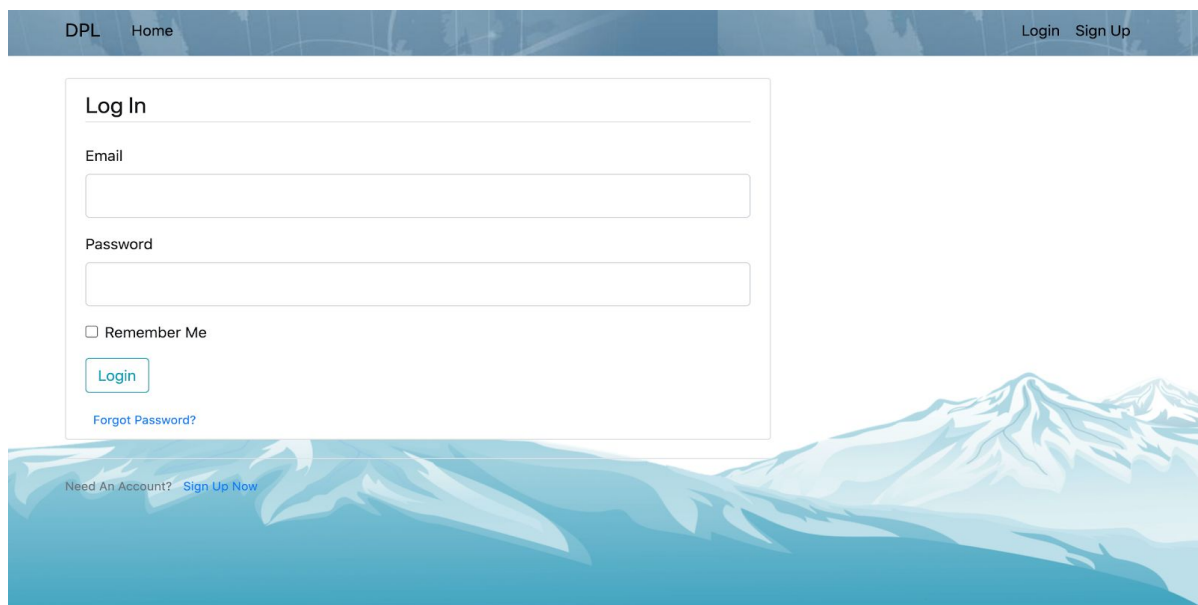 DPL Home Login Sign Up
Log In
Email
Password
Remember Me
Login
Forgot Password?
Need An Account? Sign Up Now